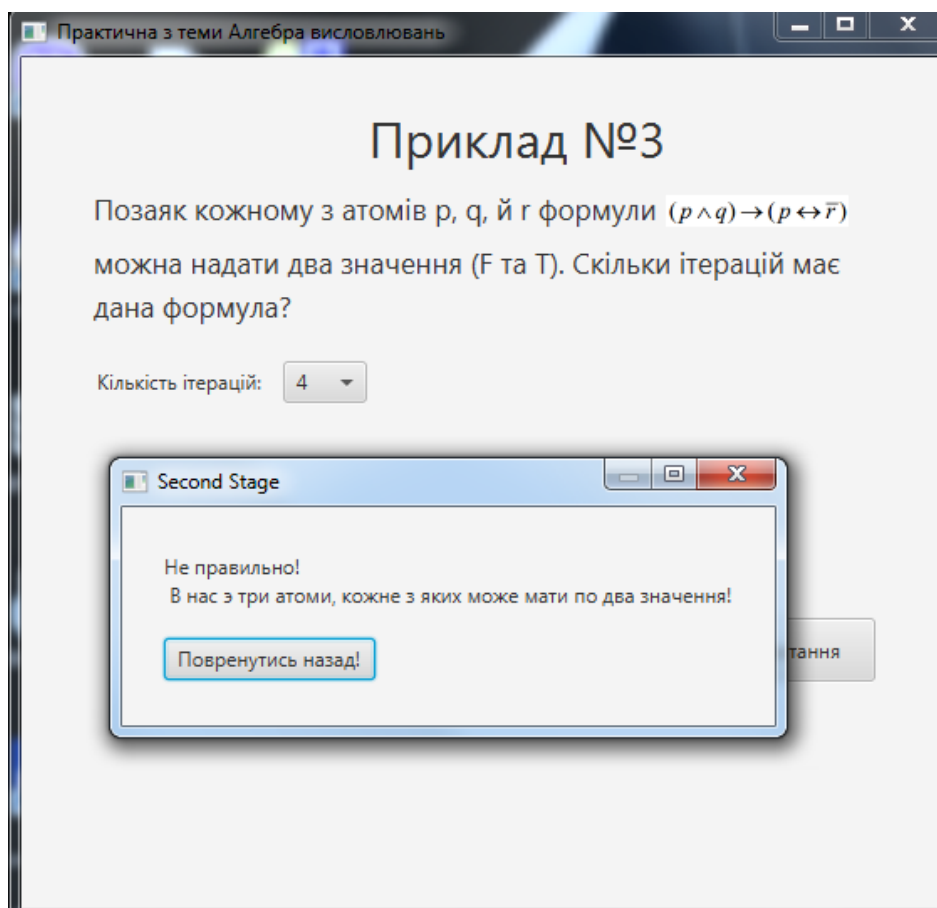 Практична з теми Алгебра висловлювань
Приклад №3
Позаяк кожному з атомів p, q, й r формули (p∧q)→(p↔r̅)
можна надати два значення (F та T). Скільки ітерацій має
дана формула?
Кількість ітерацій: 4
Second Stage
Не правильно!
В нас э три атоми, кожне з яких може мати по два значення!
Повренутись назад!
тання